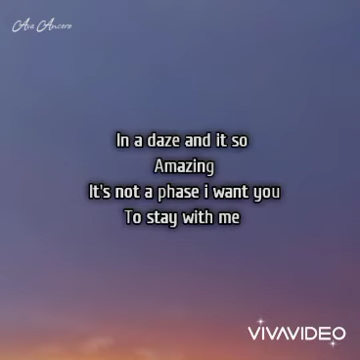 In a daze and it so
Amazing
It's not a phase i want you
To stay with me
VIVAVIDEO